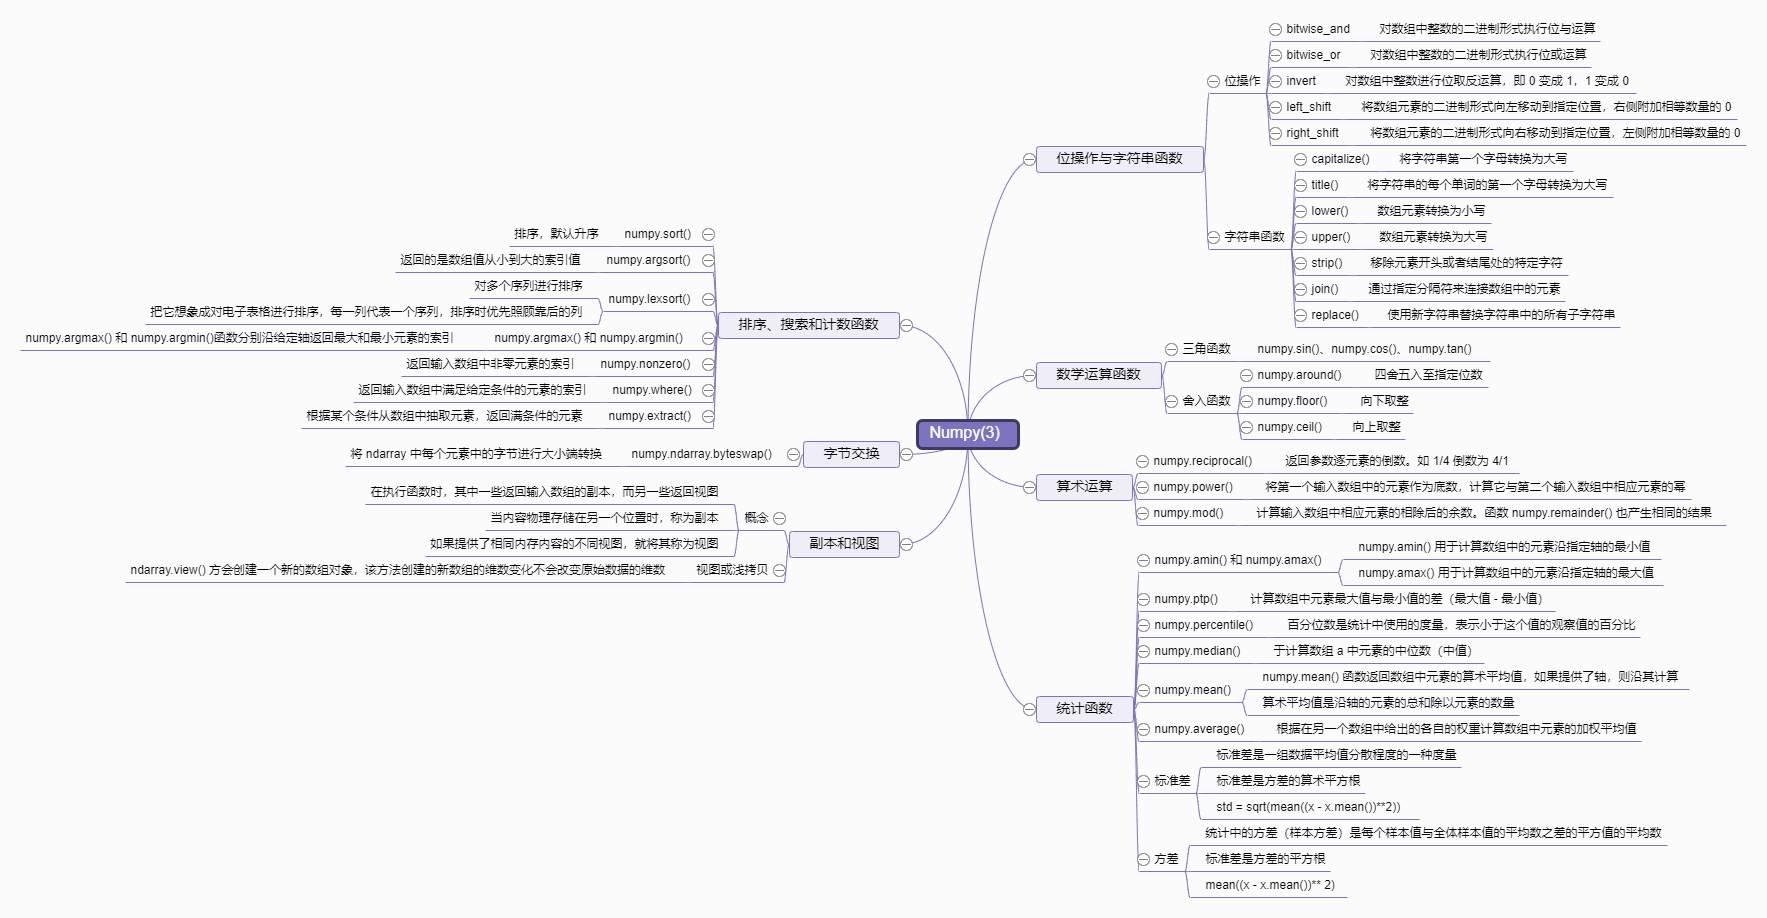 Numpy(3)
位操作与字符串函数
位操作
bitwise_and 对数组中整数的二进制形式执行位与运算
bitwise_or 对数组中整数的二进制形式执行位或运算
invert 对数组中整数进行位取反运算，即 0 变成 1，1 变成 0
left_shift 将数组元素的二进制形式向左移动到指定位置，右侧附加相等数量的 0
right_shift 将数组元素的二进制形式向右移动到指定位置，左侧附加相等数量的 0
字符串函数
capitalize() 将字符串第一个字母转换为大写
title() 将字符串的每个单词的第一个字母转换为大写
lower() 数组元素转换为小写
upper() 数组元素转换为大写
strip() 移除元素开头或者结尾处的特定字符
join() 通过指定分隔符来连接数组中的元素
replace() 使用新字符串替换字符串中的所有子字符串
数学运算函数
三角函数 numpy.sin()、numpy.cos()、numpy.tan()
舍入函数
numpy.around() 四舍五入至指定位数
numpy.floor() 向下取整
numpy.ceil() 向上取整
算术运算
numpy.reciprocal() 返回参数逐元素的倒数。如 1/4 倒数为 4/1
numpy.power() 将第一个输入数组中的元素作为底数，计算它与第二个输入数组中相应元素的幂
numpy.mod() 计算输入数组中相应元素的相除后的余数。函数 numpy.remainder() 也产生相同的结果
统计函数
numpy.amin() 和 numpy.amax()
numpy.amin() 用于计算数组中的元素沿指定轴的最小值
numpy.amax() 用于计算数组中的元素沿指定轴的最大值
numpy.ptp() 计算数组中元素最大值与最小值的差（最大值 - 最小值）
numpy.percentile() 百分位数是统计中使用的度量，表示小于这个值的观察值的百分比
numpy.median() 于计算数组 a 中元素的中位数（中值）
numpy.mean()
numpy.mean() 函数返回数组中元素的算术平均值，如果提供了轴，则沿其计算
算术平均值是沿轴的元素的总和除以元素的数量
numpy.average() 根据在另一个数组中给出的各自的权重计算数组中元素的加权平均值
标准差
标准差是一组数据平均值分散程度的一种度量
标准差是方差的算术平方根
std = sqrt(mean((x - x.mean())**2))
方差
统计中的方差（样本方差）是每个样本值与全体样本值的平均数之差的平方值的平均数
标准差是方差的平方根
mean((x - x.mean())** 2)
排序、搜索和计数函数
排序，默认升序 numpy.sort()
返回的是数组值从小到大的索引值 numpy.argsort()
numpy.lexsort()
对多个序列进行排序
把它想象成对电子表格进行排序，每一列代表一个序列，排序时优先照顾靠后的列
numpy.argmax() 和 numpy.argmin()函数分别沿给定轴返回最大和最小元素的索引 numpy.argmax() 和 numpy.argmin()
返回输入数组中非零元素的索引 numpy.nonzero()
返回输入数组中满足给定条件的元素的索引 numpy.where()
根据某个条件从数组中抽取元素，返回满条件的元素 numpy.extract()
字节交换
将 ndarray 中每个元素中的字节进行大小端转换 numpy.ndarray.byteswap()
副本和视图
概念
在执行函数时，其中一些返回输入数组的副本，而另一些返回视图
当内容物理存储在另一个位置时，称为副本
如果提供了相同内存内容的不同视图，就将其称为视图
ndarray.view() 方会创建一个新的数组对象，该方法创建的新数组的维数变化不会改变原始数据的维数 视图或浅拷贝